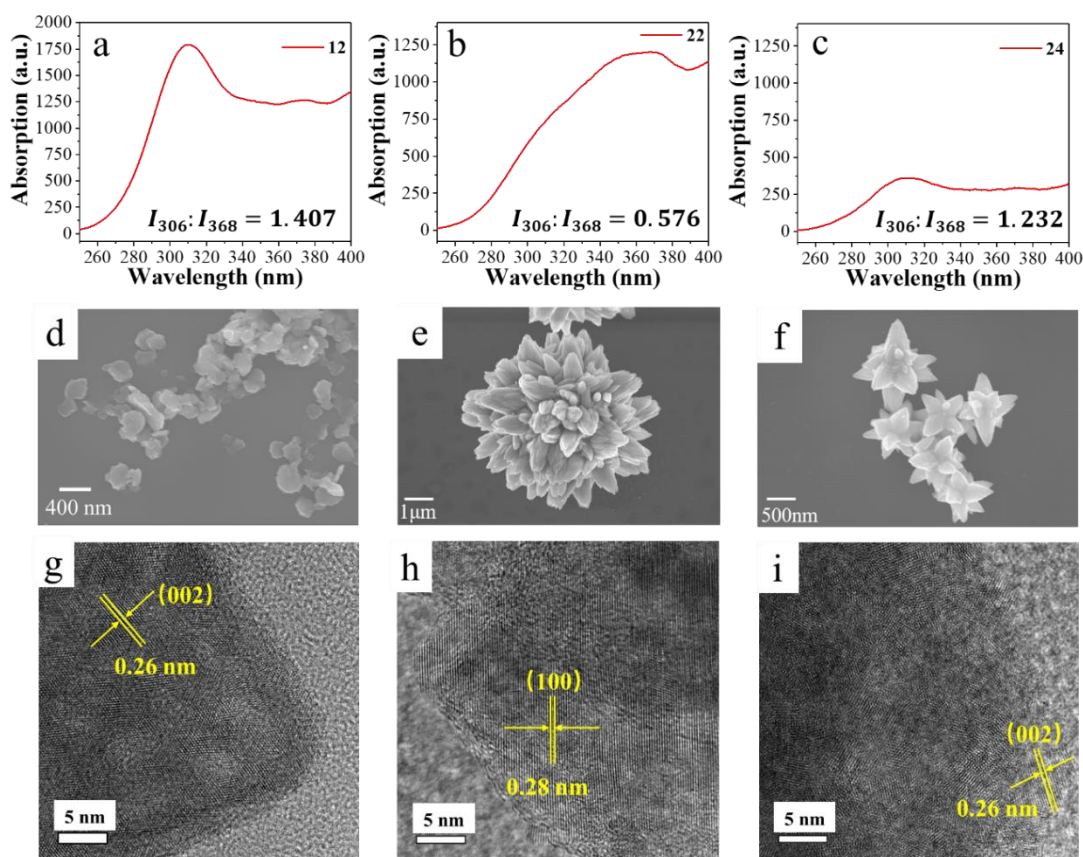 a
12
2000
1750
1500
1250
1000
750
500
250
0
Absorption (a.u.)
I306:I368 = 1.407
260 280 300 320 340 360 380 400
Wavelength (nm)
b
22
1250
1000
750
500
250
0
Absorption (a.u.)
I306:I368 = 0.576
260 280 300 320 340 360 380 400
Wavelength (nm)
c
24
1250
1000
750
500
250
0
Absorption (a.u.)
I306:I368 = 1.232
260 280 300 320 340 360 380 400
Wavelength (nm)
d
400 nm
e
1μm
f
500nm
g
(002)
0.26 nm
5 nm
h
(100)
0.28 nm
5 nm
i
(002)
0.26 nm
5 nm